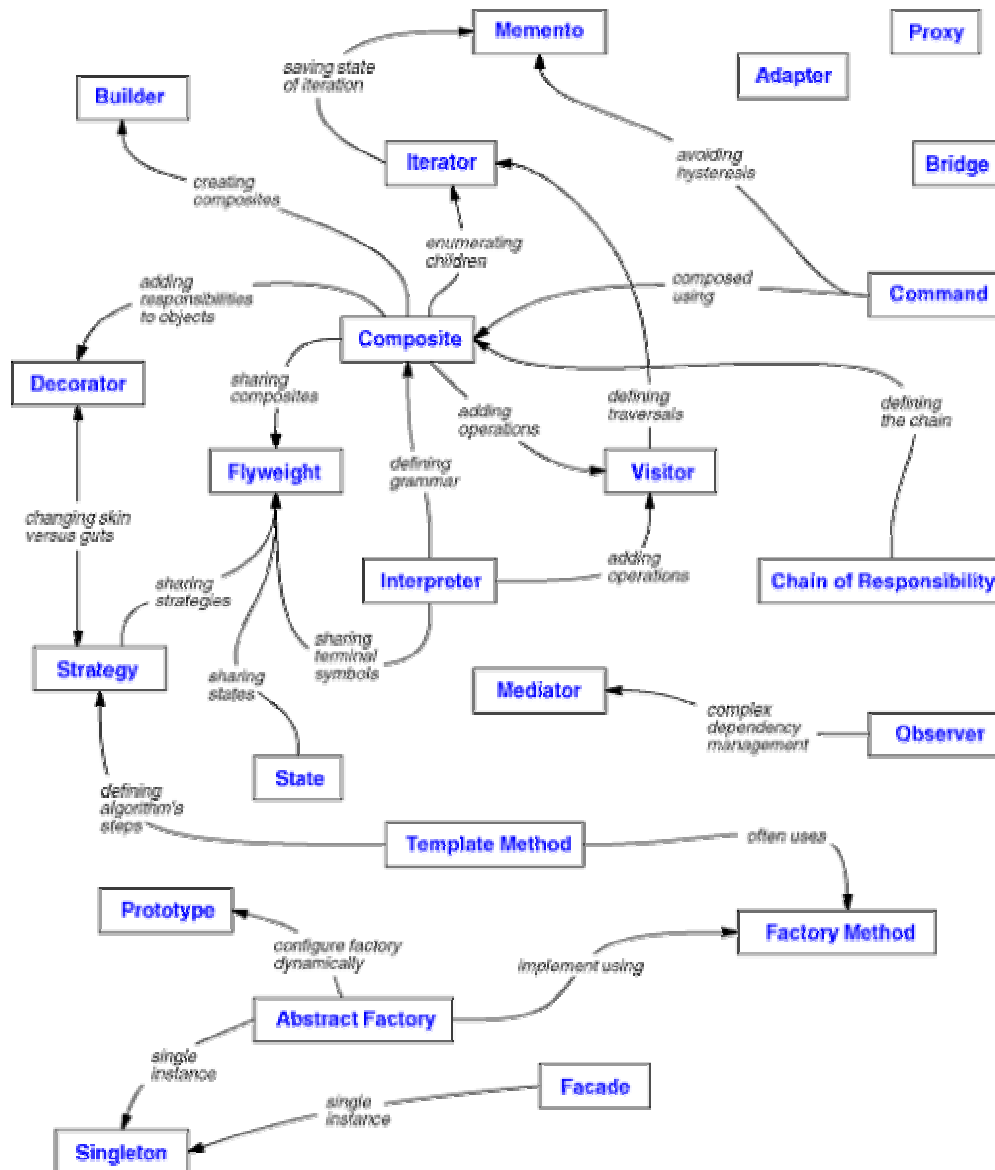 Memento
Proxy
saving state
of iteration
Adapter
Builder
avoiding
hysteresis
Iterator
Bridge
creating
composites
enumerating
children
adding
responsibilities
to objects
composed
using
Command
Composite
Decorator
sharing
composites
adding
operations
defining
traversals
defining
the chain
Flyweight
defining
grammar
Visitor
changing skin
versus guts
sharing
strategies
Interpreter
adding
operations
Chain of Responsibility
Strategy
sharing
terminal
symbols
sharing
states
Mediator
complex
dependency
management
Observer
State
defining
algorithm's
steps
Template Method
often uses
Prototype
configure factory
dynamically
implement using
Factory Method
Abstract Factory
single
instance
Facade
single
instance
Singleton